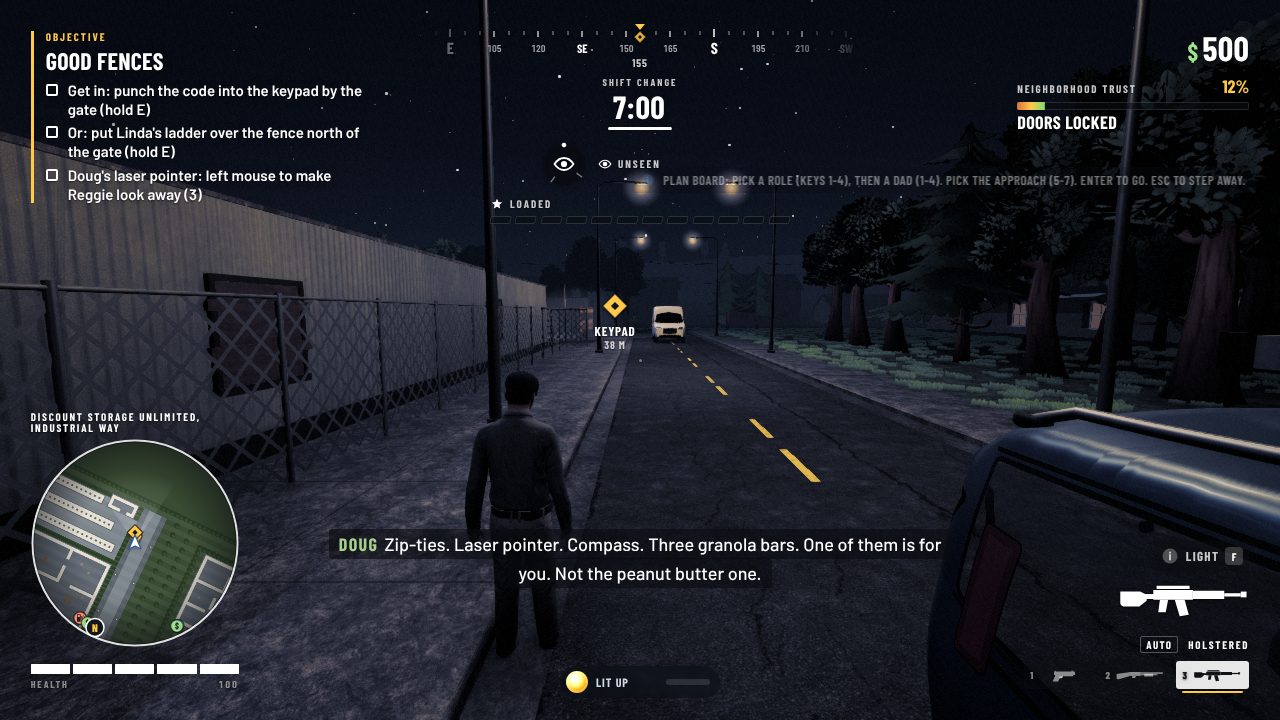 OBJECTIVE
GOOD FENCES
Get in: punch the code into the keypad by the
gate (hold E)
Or: put Linda's ladder over the fence north of
the gate (hold E)
Doug's laser pointer: left mouse to make
Reggie look away (3)
E 105 120 SE 150 165 S 195 210 SW
155
SHIFT CHANGE
7:00
UNSEEN
LOADED
$500
NEIGHBORHOOD TRUST 12%
DOORS LOCKED
PLAN BOARD: PICK A ROLE (KEYS 1-4), THEN A DAD (1-4). PICK THE APPROACH (5-7). ENTER TO GO. ESC TO STEP AWAY.
KEYPAD
38 M
DISCOUNT STORAGE UNLIMITED,
INDUSTRIAL WAY
N
$
HEALTH 100
DOUG Zip-ties. Laser pointer. Compass. Three granola bars. One of them is for
you. Not the peanut butter one.
LIT UP
i LIGHT F
AUTO HOLSTERED
1 2 3